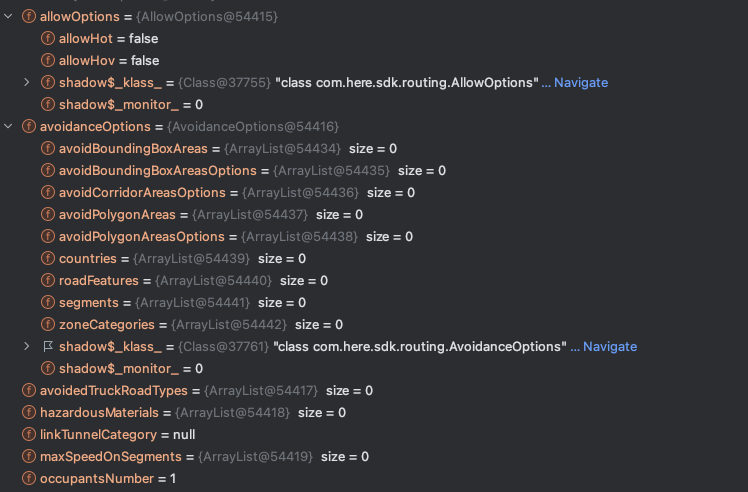 allowOptions = {AllowOptions@54415}
allowHot = false
allowHov = false
shadow$_klass_ = {Class@37755} "class com.here.sdk.routing.AllowOptions" ... Navigate
shadow$_monitor_ = 0
avoidanceOptions = {AvoidanceOptions@54416}
avoidBoundingBoxAreas = {ArrayList@54434} size = 0
avoidBoundingBoxAreasOptions = {ArrayList@54435} size = 0
avoidCorridorAreasOptions = {ArrayList@54436} size = 0
avoidPolygonAreas = {ArrayList@54437} size = 0
avoidPolygonAreasOptions = {ArrayList@54438} size = 0
countries = {ArrayList@54439} size = 0
roadFeatures = {ArrayList@54440} size = 0
segments = {ArrayList@54441} size = 0
zoneCategories = {ArrayList@54442} size = 0
shadow$_klass_ = {Class@37761} "class com.here.sdk.routing.AvoidanceOptions" ... Navigate
shadow$_monitor_ = 0
avoidedTruckRoadTypes = {ArrayList@54417} size = 0
hazardousMaterials = {ArrayList@54418} size = 0
linkTunnelCategory = null
maxSpeedOnSegments = {ArrayList@54419} size = 0
occupantsNumber = 1